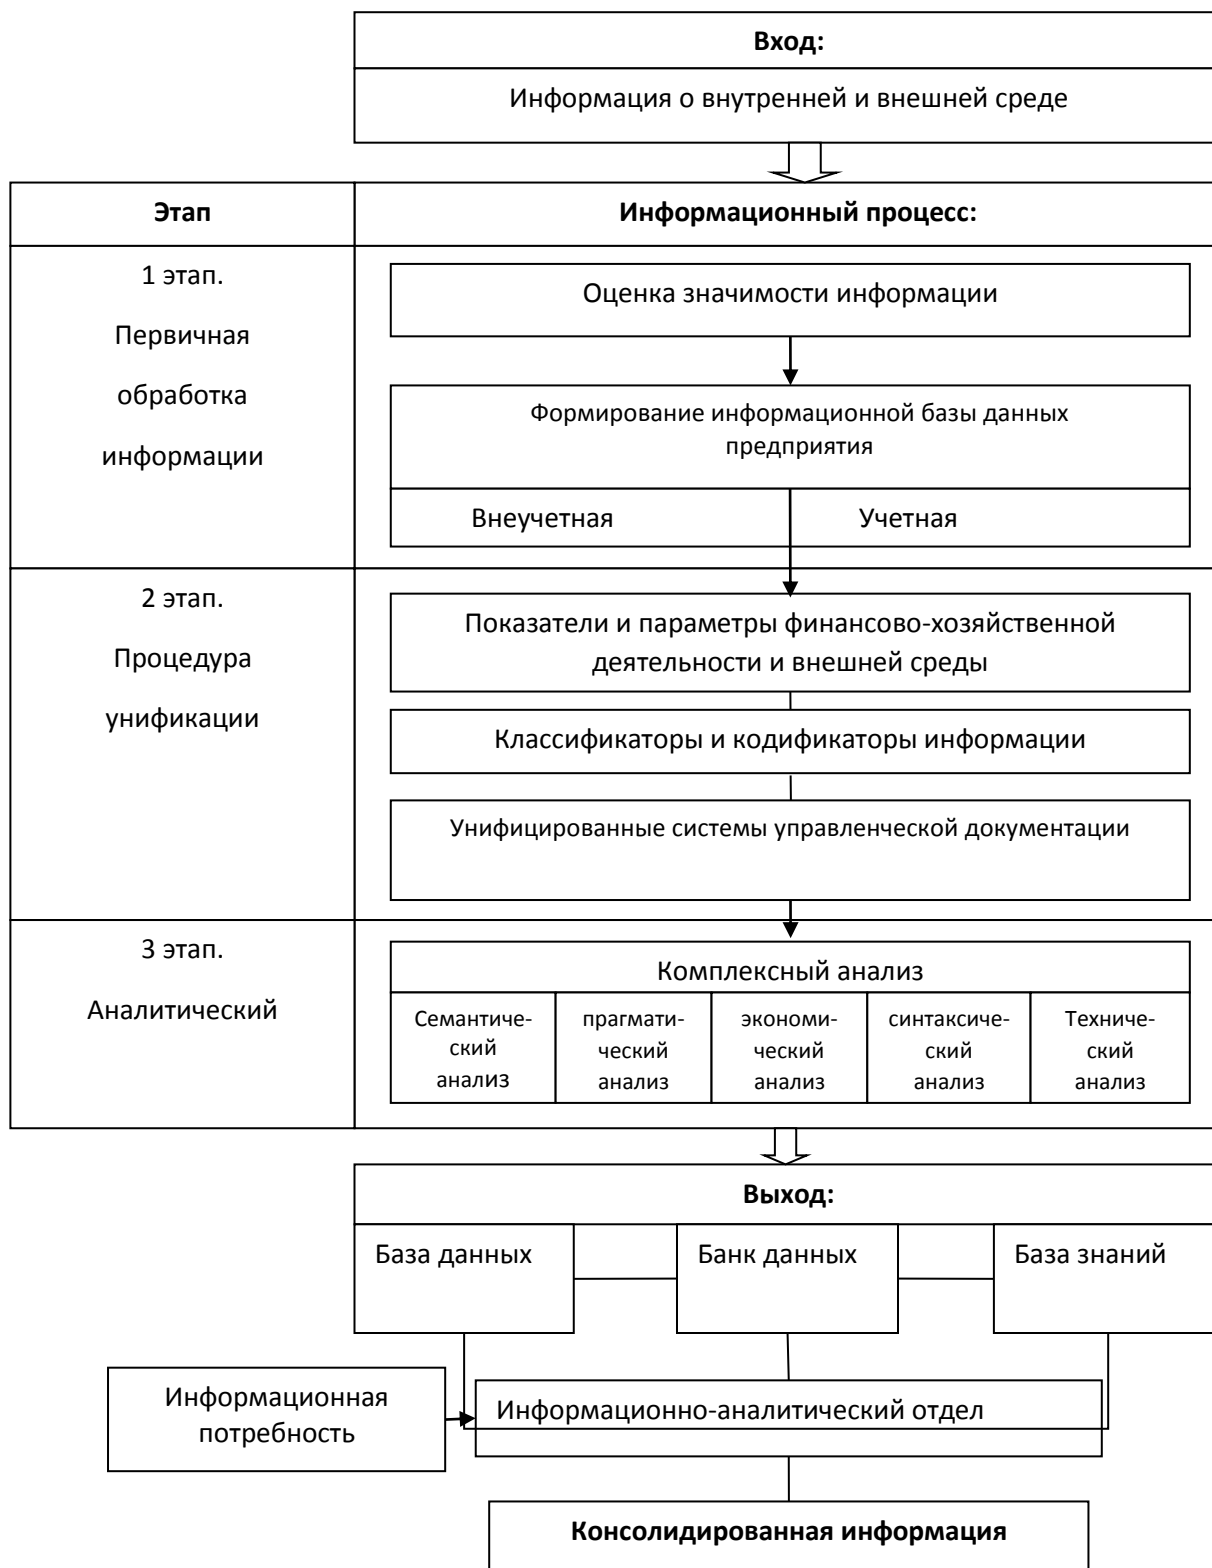 Вход:
Информация о внутренней и внешней среде
Этап
Информационный процесс:
1 этап.
Первичная
обработка
информации
Оценка значимости информации
Формирование информационной базы данных
предприятия
Внеучетная
Учетная
2 этап.
Процедура
унификации
Показатели и параметры финансово-хозяйственной
деятельности и внешней среды
Классификаторы и кодификаторы информации
Унифицированные системы управленческой документации
3 этап.
Аналитический
Комплексный анализ
Семантиче-
ский
анализ
прагмати-
ческий
анализ
экономи-
ческий
анализ
синтаксиче-
ский
анализ
Техниче-
ский
анализ
Выход:
База данных
Банк данных
База знаний
Информационная
потребность
Информационно-аналитический отдел
Консолидированная информация